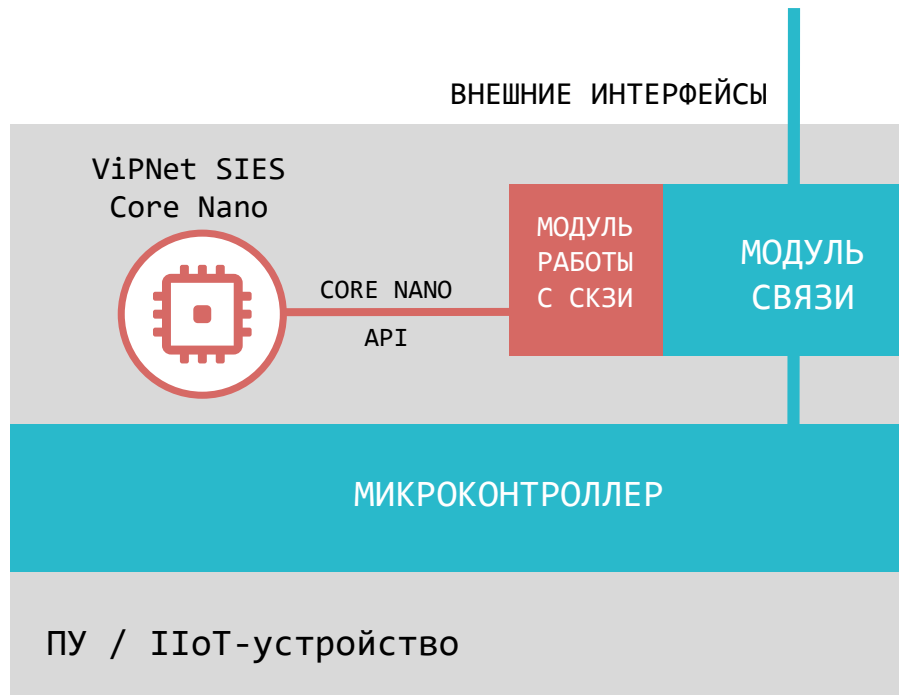 ВНЕШНИЕ ИНТЕРФЕЙСЫ
ViPNet SIES
Core Nano
CORE NANO
API
МОДУЛЬ
РАБОТЫ
С СКЗИ
МОДУЛЬ
СВЯЗИ
МИКРОКОНТРОЛЛЕР
ПУ / IIoT-устройство